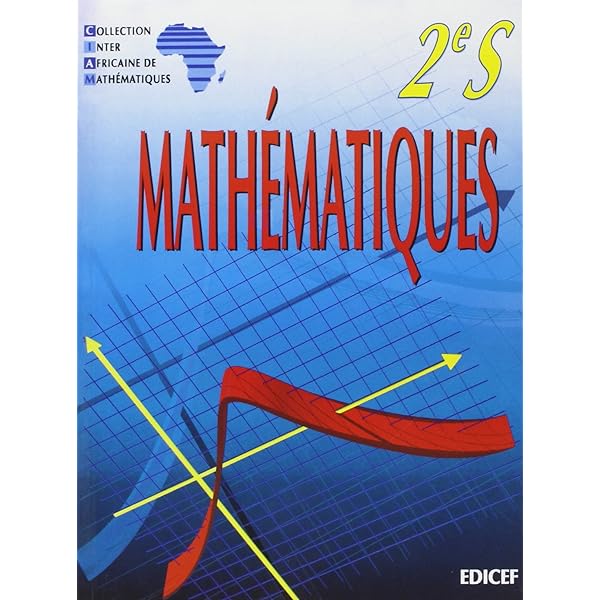 COLLECTION
INTER
AFRICAINE DE
MATHÉMATIQUES
2e S
MATHÉMATIQUES
EDICEF